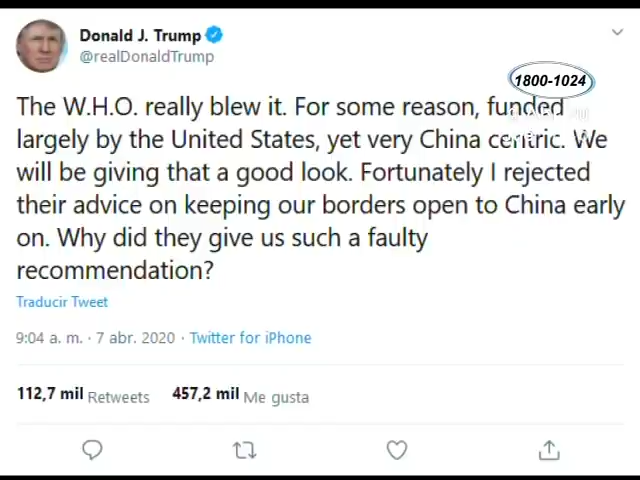 Donald J. Trump
@realDonaldTrump
1800-1024
The W.H.O. really blew it. For some reason, funded
largely by the United States, yet very China centric. We
will be giving that a good look. Fortunately I rejected
their advice on keeping our borders open to China early
on. Why did they give us such a faulty
recommendation?
Traducir Tweet
9:04 a. m. · 7 abr. 2020 · Twitter for iPhone
112,7 mil Retweets 457,2 mil Me gusta